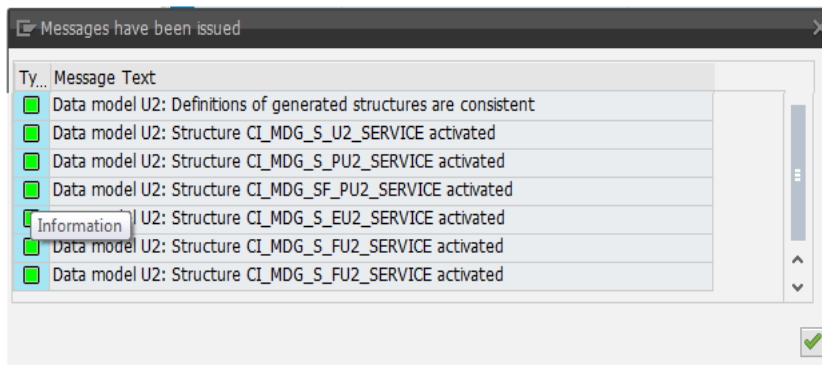 Messages have been issued
Ty... Message Text
Data model U2: Definitions of generated structures are consistent
Data model U2: Structure CI_MDG_S_U2_SERVICE activated
Data model U2: Structure CI_MDG_S_PU2_SERVICE activated
Data model U2: Structure CI_MDG_SF_PU2_SERVICE activated
U2: Structure CI_MDG_S_EU2_SERVICE activated
Information
Data model U2: Structure CI_MDG_S_FU2_SERVICE activated
Data model U2: Structure CI_MDG_S_FU2_SERVICE activated